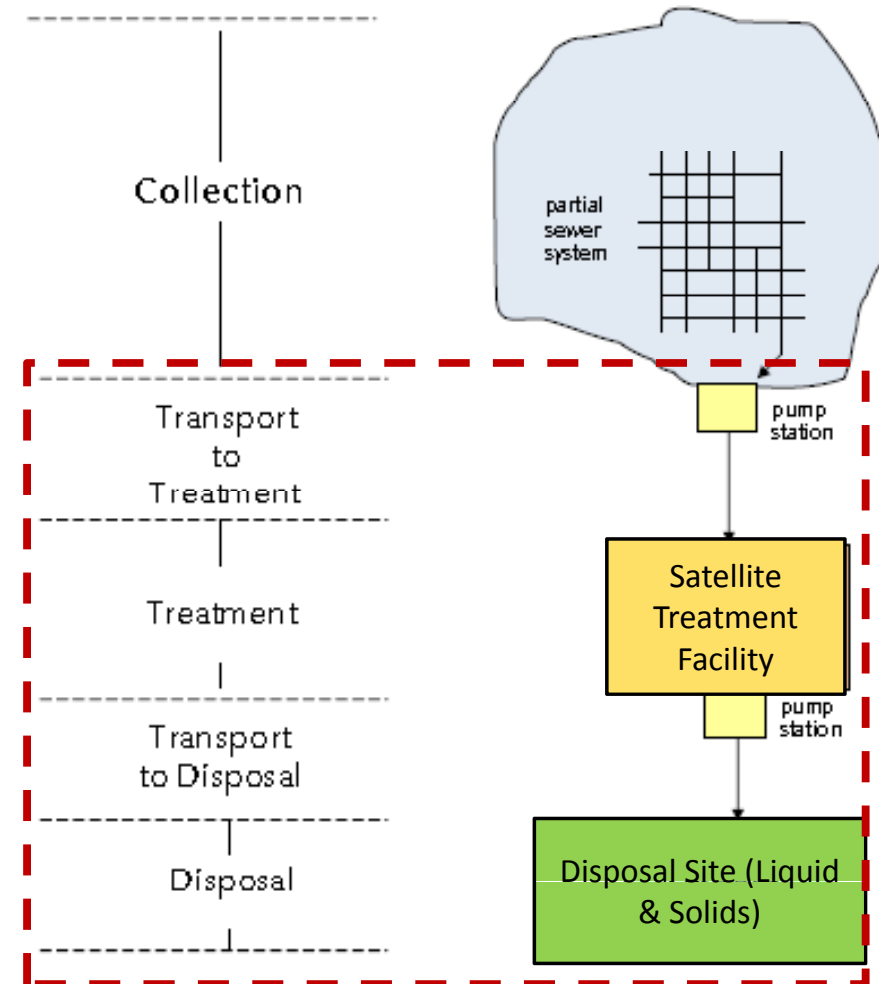 Collection
partial
sewer
system
Transport
to
Treatment
pump
station
Treatment
Satellite
Treatment
Facility
Transport
to Disposal
pump
station
Disposal
Disposal Site (Liquid
& Solids)